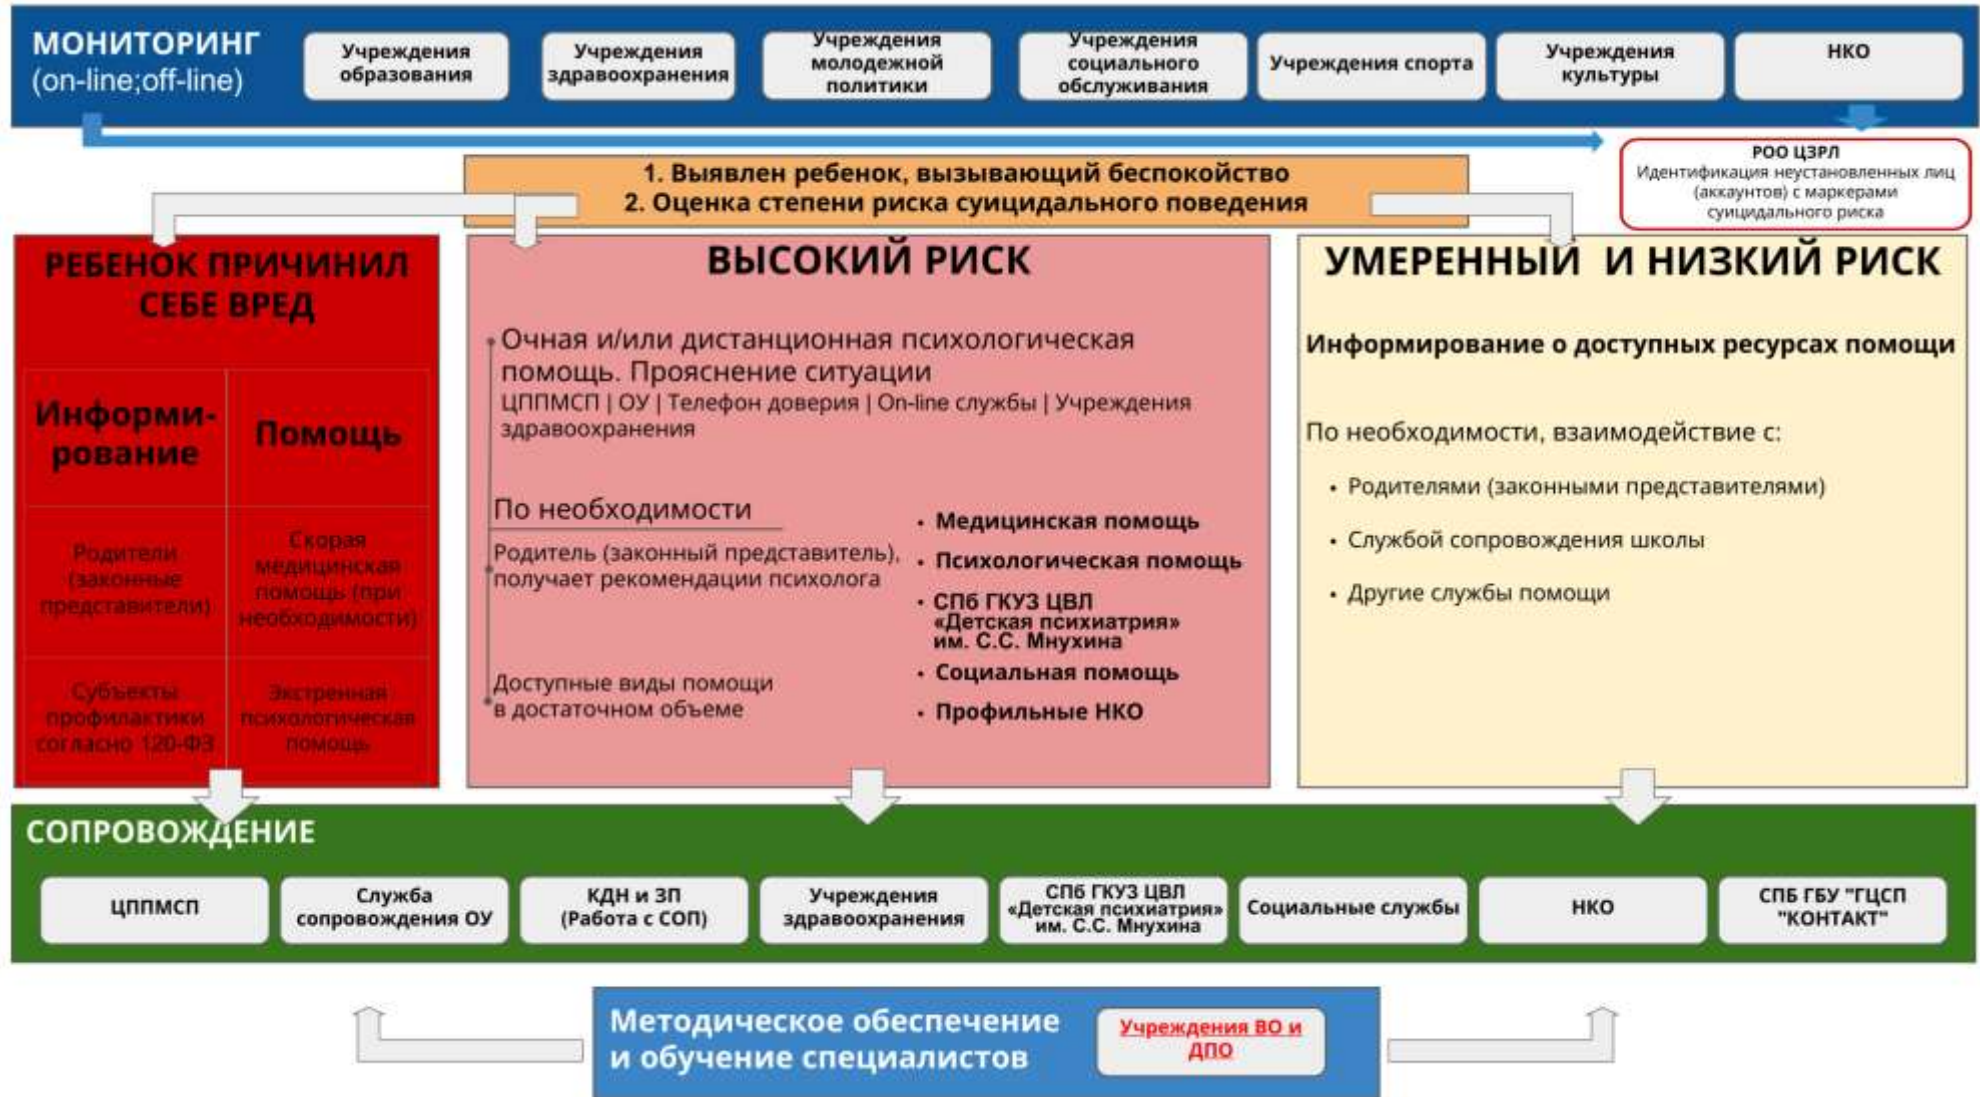 МОНИТОРИНГ
(on-line;off-line)
Учреждения
образования
Учреждения
здравоохранения
Учреждения
молодежной
политики
Учреждения
социального
обслуживания
Учреждения спорта
Учреждения
культуры
НКО
РОО ЦЗРЛ
Идентификация неустановленных лиц
(аккаунтов) с маркерами
суицидального риска
1. Выявлен ребенок, вызывающий беспокойство
2. Оценка степени риска суицидального поведения
РЕБЕНОК ПРИЧИНИЛ
СЕБЕ ВРЕД
Информи-
рование
Помощь
Родители
(законные
представители)
Скорая
медицинская
помощь (при
необходимости)
Субъекты
профилактики
согласно 120-ФЗ
Экстренная
психологическая
помощь
ВЫСОКИЙ РИСК
Очная и/или дистанционная психологическая
помощь. Прояснение ситуации
ЦППМСП | ОУ | Телефон доверия | On-line службы | Учреждения
здравоохранения
По необходимости
Родитель (законный представитель),
получает рекомендации психолога
Доступные виды помощи
в достаточном объеме
• Медицинская помощь
• Психологическая помощь
• СПб ГКУЗ ЦВЛ
«Детская психиатрия»
им. С.С. Мнухина
• Социальная помощь
• Профильные НКО
УМЕРЕННЫЙ И НИЗКИЙ РИСК
Информирование о доступных ресурсах помощи
По необходимости, взаимодействие с:
• Родителями (законными представителями)
• Службой сопровождения школы
• Другие службы помощи
СОПРОВОЖДЕНИЕ
ЦППМСП
Служба
сопровождения ОУ
КДН и ЗП
(Работа с СОП)
Учреждения
здравоохранения
СПб ГКУЗ ЦВЛ
«Детская психиатрия»
им. С.С. Мнухина
Социальные службы
НКО
СПБ ГБУ "ГЦСП
"КОНТАКТ"
Методическое обеспечение
и обучение специалистов
Учреждения ВО и
ДПО